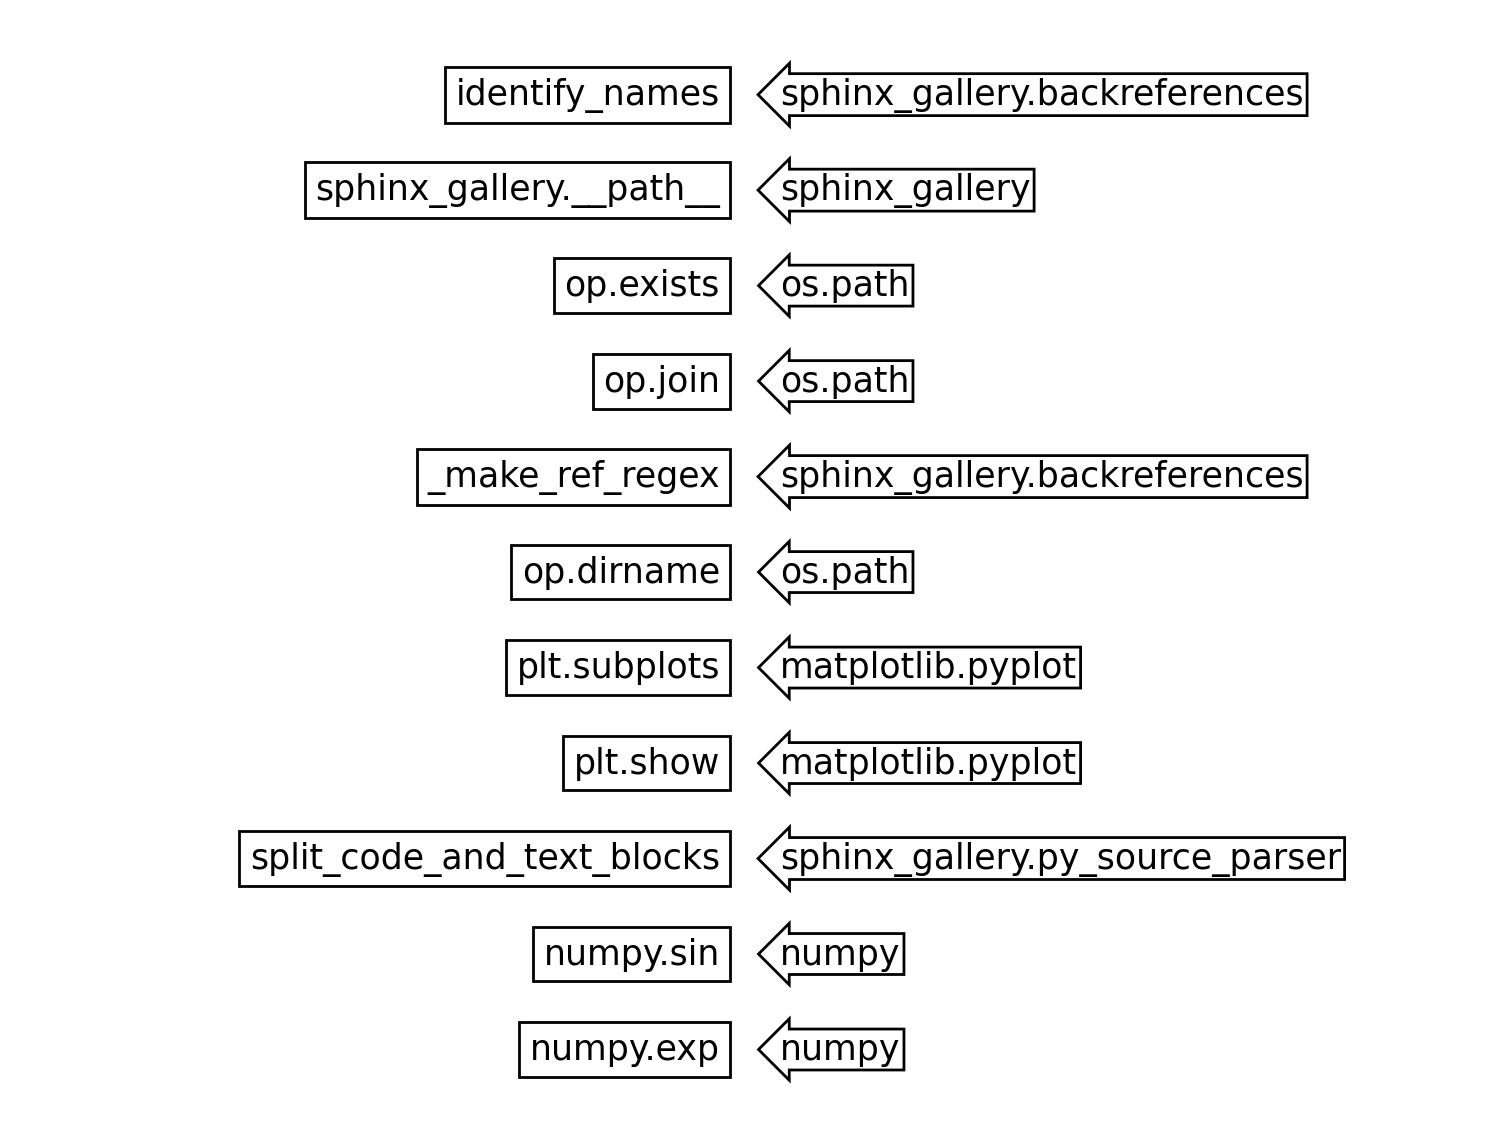 identify_names sphinx_gallery.backreferences
sphinx_gallery.__path__ sphinx_gallery
op.exists os.path
op.join os.path
_make_ref_regex sphinx_gallery.backreferences
op.dirname os.path
plt.subplots matplotlib.pyplot
plt.show matplotlib.pyplot
split_code_and_text_blocks sphinx_gallery.py_source_parser
numpy.sin numpy
numpy.exp numpy